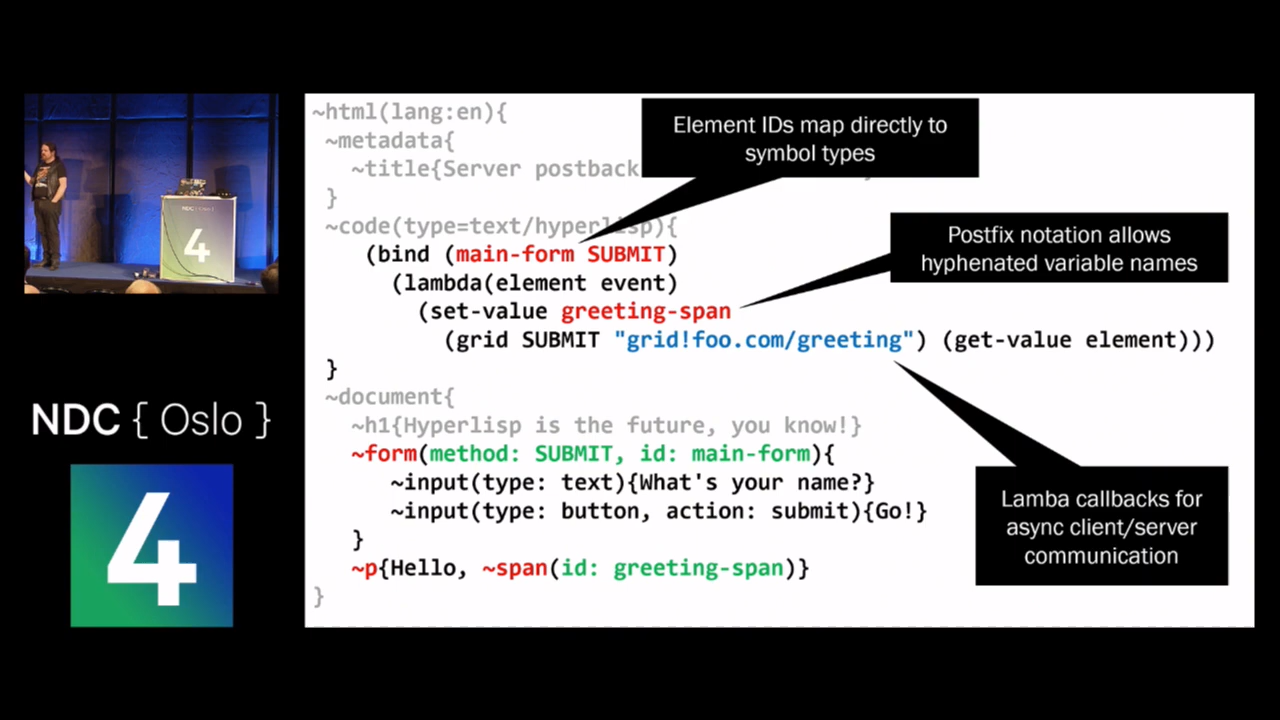 ~html(lang:en){
~metadata{
~title{Server postback
}
~code(type=text/hyperlisp){
(bind (main-form SUBMIT)
(lambda(element event)
(set-value greeting-span
(grid SUBMIT "grid!foo.com/greeting") (get-value element)))
}
~document{
~h1{Hyperlisp is the future, you know!}
~form(method: SUBMIT, id: main-form){
~input(type: text){What's your name?}
~input(type: button, action: submit){Go!}
}
~p{Hello, ~span(id: greeting-span)}
}
Element IDs map directly to
symbol types
Postfix notation allows
hyphenated variable names
Lamba callbacks for
async client/server
communication
4
NDC { Oslo }
4